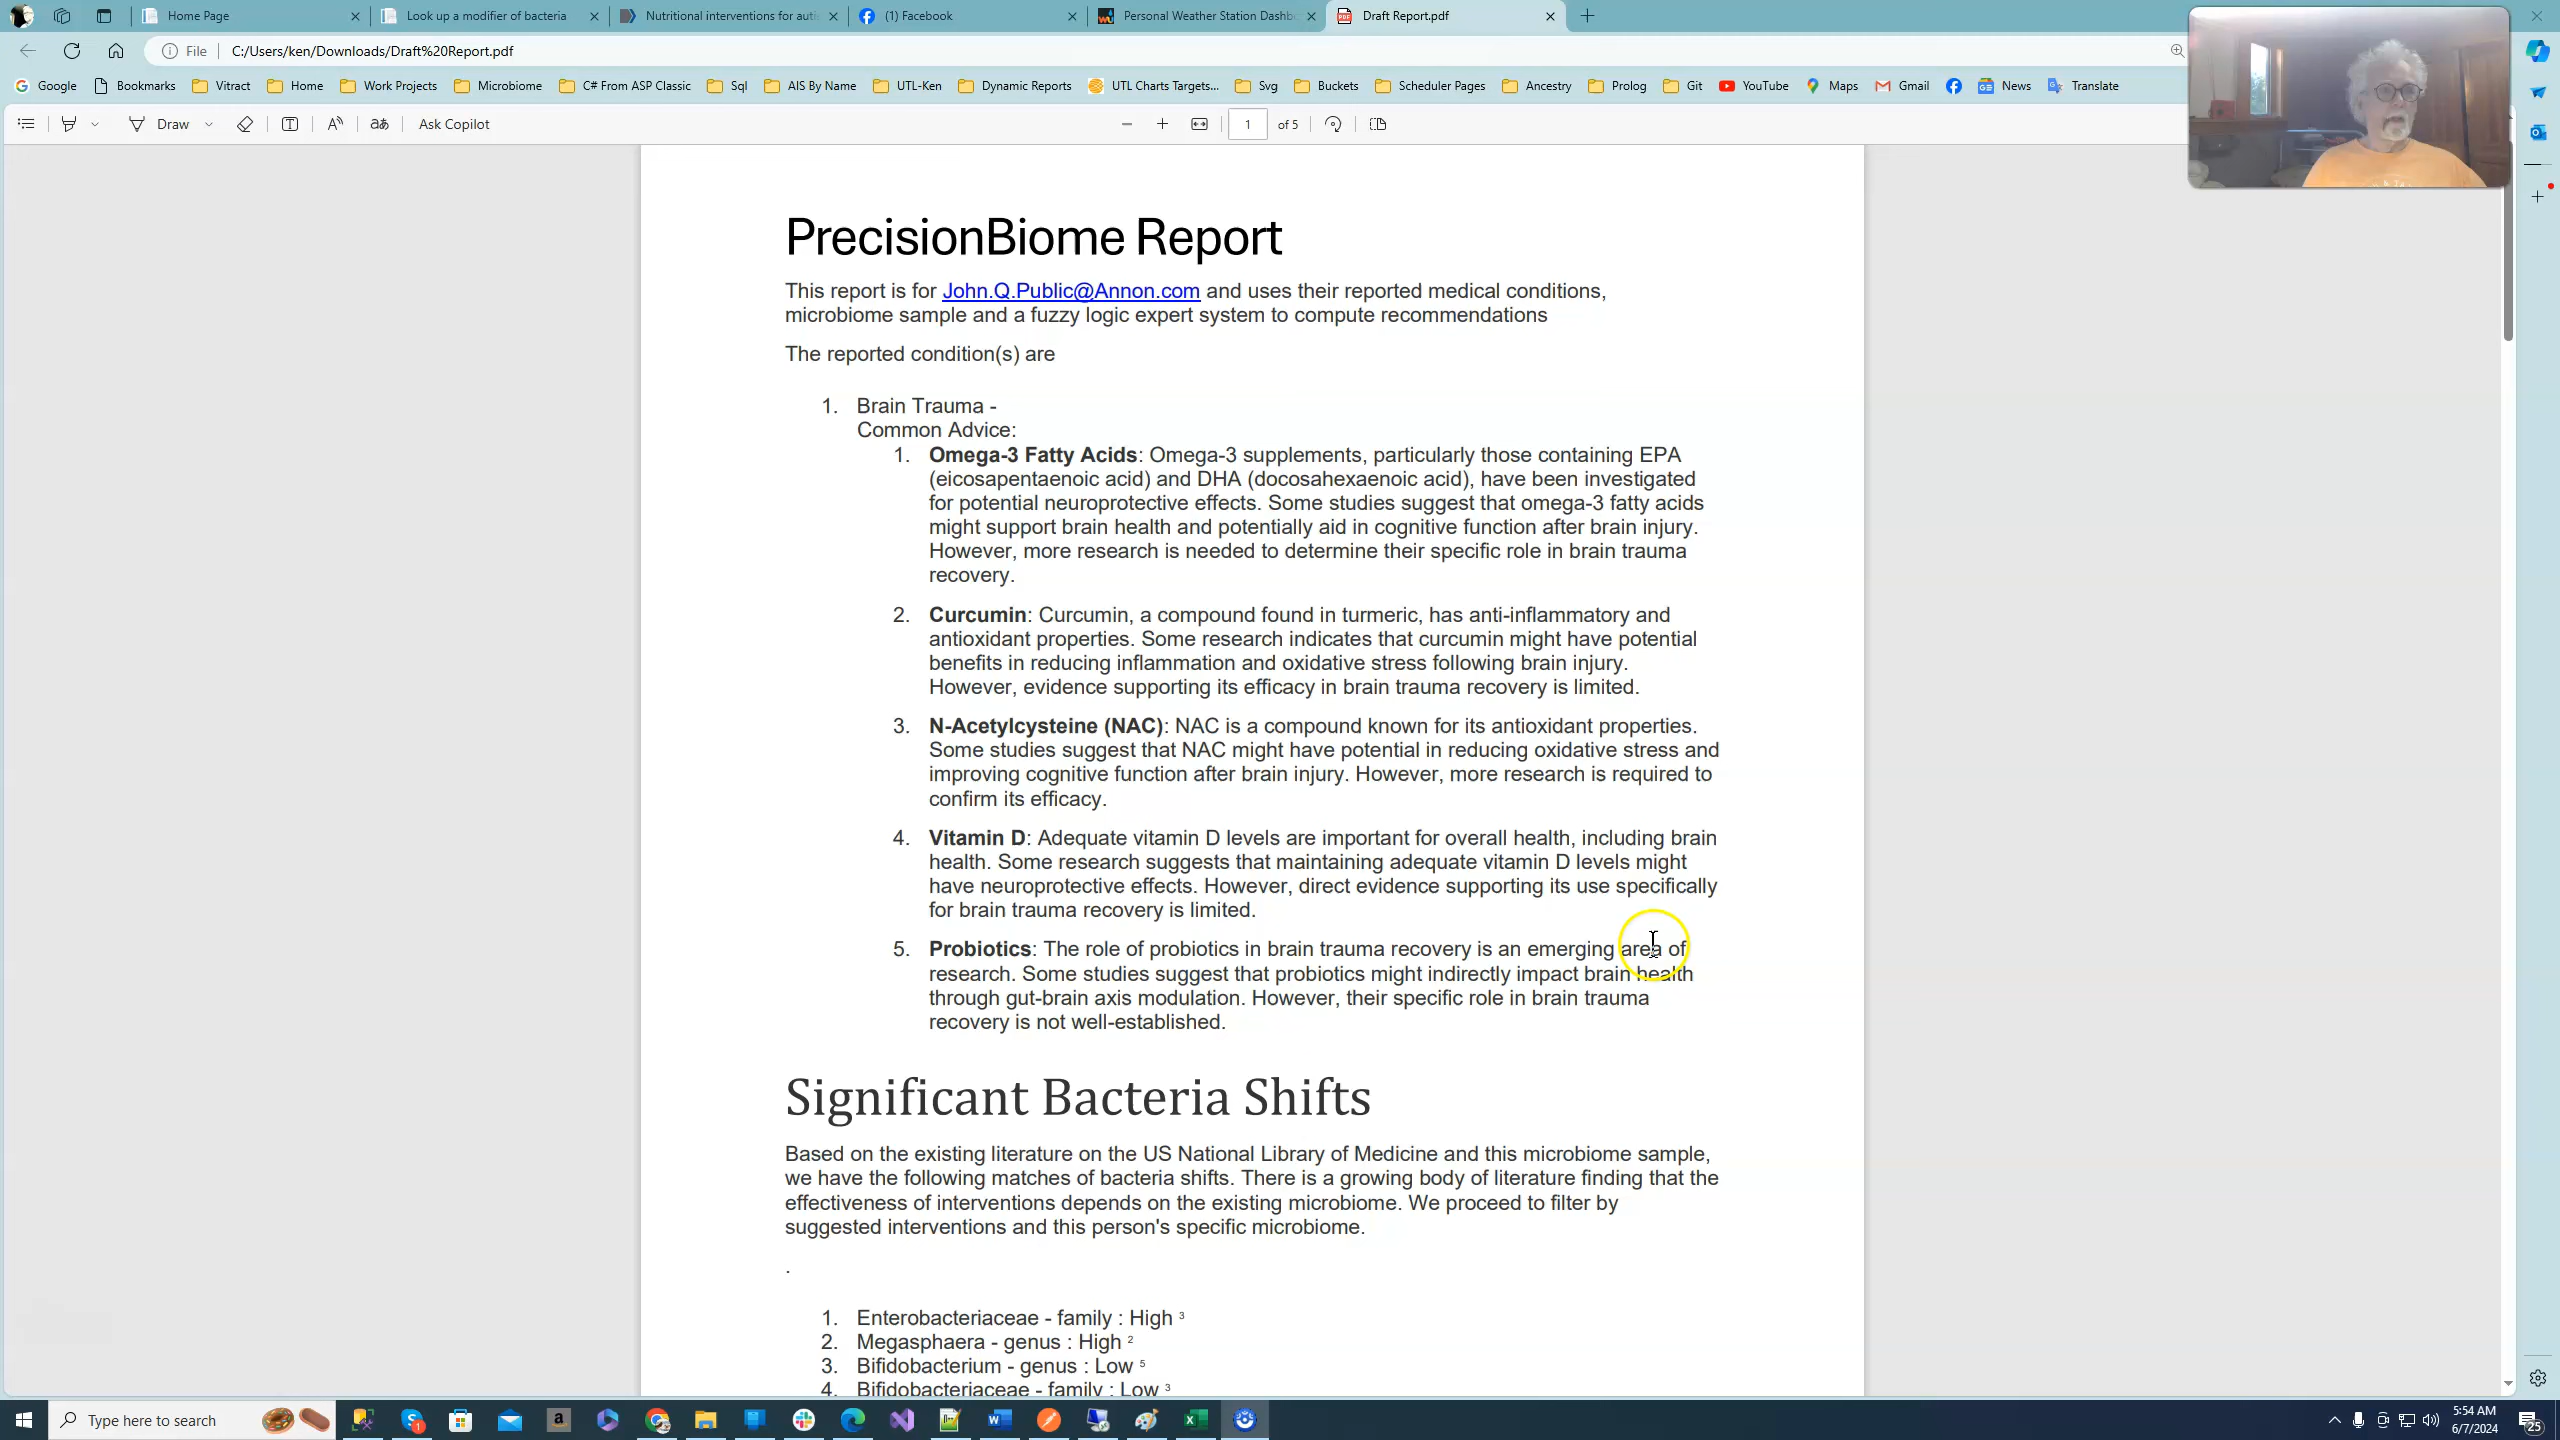 Home Page
Look up a modifier of bacteria
Nutritional interventions for auti
(1) Facebook
Personal Weather Station Dashb
Draft Report.pdf
File C:/Users/ken/Downloads/Draft%20Report.pdf
Google Bookmarks Vitract Home Work Projects Microbiome C# From ASP Classic Sql AIS By Name UTL-Ken Dynamic Reports UTL Charts Targets... Svg Buckets Scheduler Pages Ancestry Prolog Git YouTube Maps Gmail News Translate
Draw Ask Copilot 1 of 5
PrecisionBiome Report
This report is for John.Q.Public@Annon.com and uses their reported medical conditions,
microbiome sample and a fuzzy logic expert system to compute recommendations
The reported condition(s) are
1. Brain Trauma -
Common Advice:
1. Omega-3 Fatty Acids: Omega-3 supplements, particularly those containing EPA
(eicosapentaenoic acid) and DHA (docosahexaenoic acid), have been investigated
for potential neuroprotective effects. Some studies suggest that omega-3 fatty acids
might support brain health and potentially aid in cognitive function after brain injury.
However, more research is needed to determine their specific role in brain trauma
recovery.
2. Curcumin: Curcumin, a compound found in turmeric, has anti-inflammatory and
antioxidant properties. Some research indicates that curcumin might have potential
benefits in reducing inflammation and oxidative stress following brain injury.
However, evidence supporting its efficacy in brain trauma recovery is limited.
3. N-Acetylcysteine (NAC): NAC is a compound known for its antioxidant properties.
Some studies suggest that NAC might have potential in reducing oxidative stress and
improving cognitive function after brain injury. However, more research is required to
confirm its efficacy.
4. Vitamin D: Adequate vitamin D levels are important for overall health, including brain
health. Some research suggests that maintaining adequate vitamin D levels might
have neuroprotective effects. However, direct evidence supporting its use specifically
for brain trauma recovery is limited.
5. Probiotics: The role of probiotics in brain trauma recovery is an emerging area of
research. Some studies suggest that probiotics might indirectly impact brain health
through gut-brain axis modulation. However, their specific role in brain trauma
recovery is not well-established.
Significant Bacteria Shifts
Based on the existing literature on the US National Library of Medicine and this microbiome sample,
we have the following matches of bacteria shifts. There is a growing body of literature finding that the
effectiveness of interventions depends on the existing microbiome. We proceed to filter by
suggested interventions and this person's specific microbiome.
.
1. Enterobacteriaceae - family : High ³
2. Megasphaera - genus : High ²
3. Bifidobacterium - genus : Low ⁵
4. Bifidobacteriaceae - family : Low ³
Type here to search
5:54 AM
6/7/2024
25